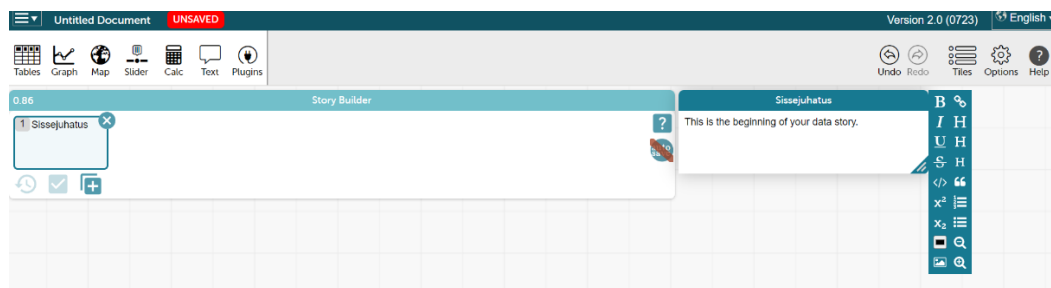 Untitled Document UNSAVED Version 2.0 (0723) English
Tables Graph Map Slider Calc Text Plugins Undo Redo Tiles Options Help
0.86 Story Builder
1 Sissejuhatus
Sissejuhatus
This is the beginning of your data story.
B
I H
U H
S H
</>
x²
x₂